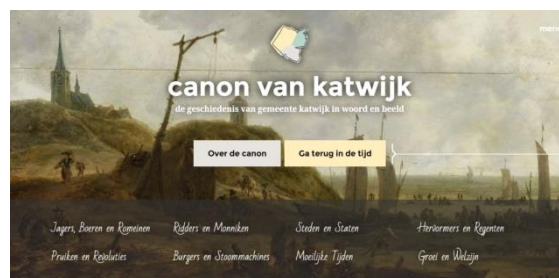 menu
canon van katwijk
de geschiedenis van gemeente katwijk in woord en beeld
Over de canon
Ga terug in de tijd
Jagers, Boeren en Romeinen
Ridders en Monniken
Steden en Staten
Hervormers en Regenten
Pruiken en Revoluties
Burgers en Stoommachines
Moeilijke Tijden
Groei en Welzijn